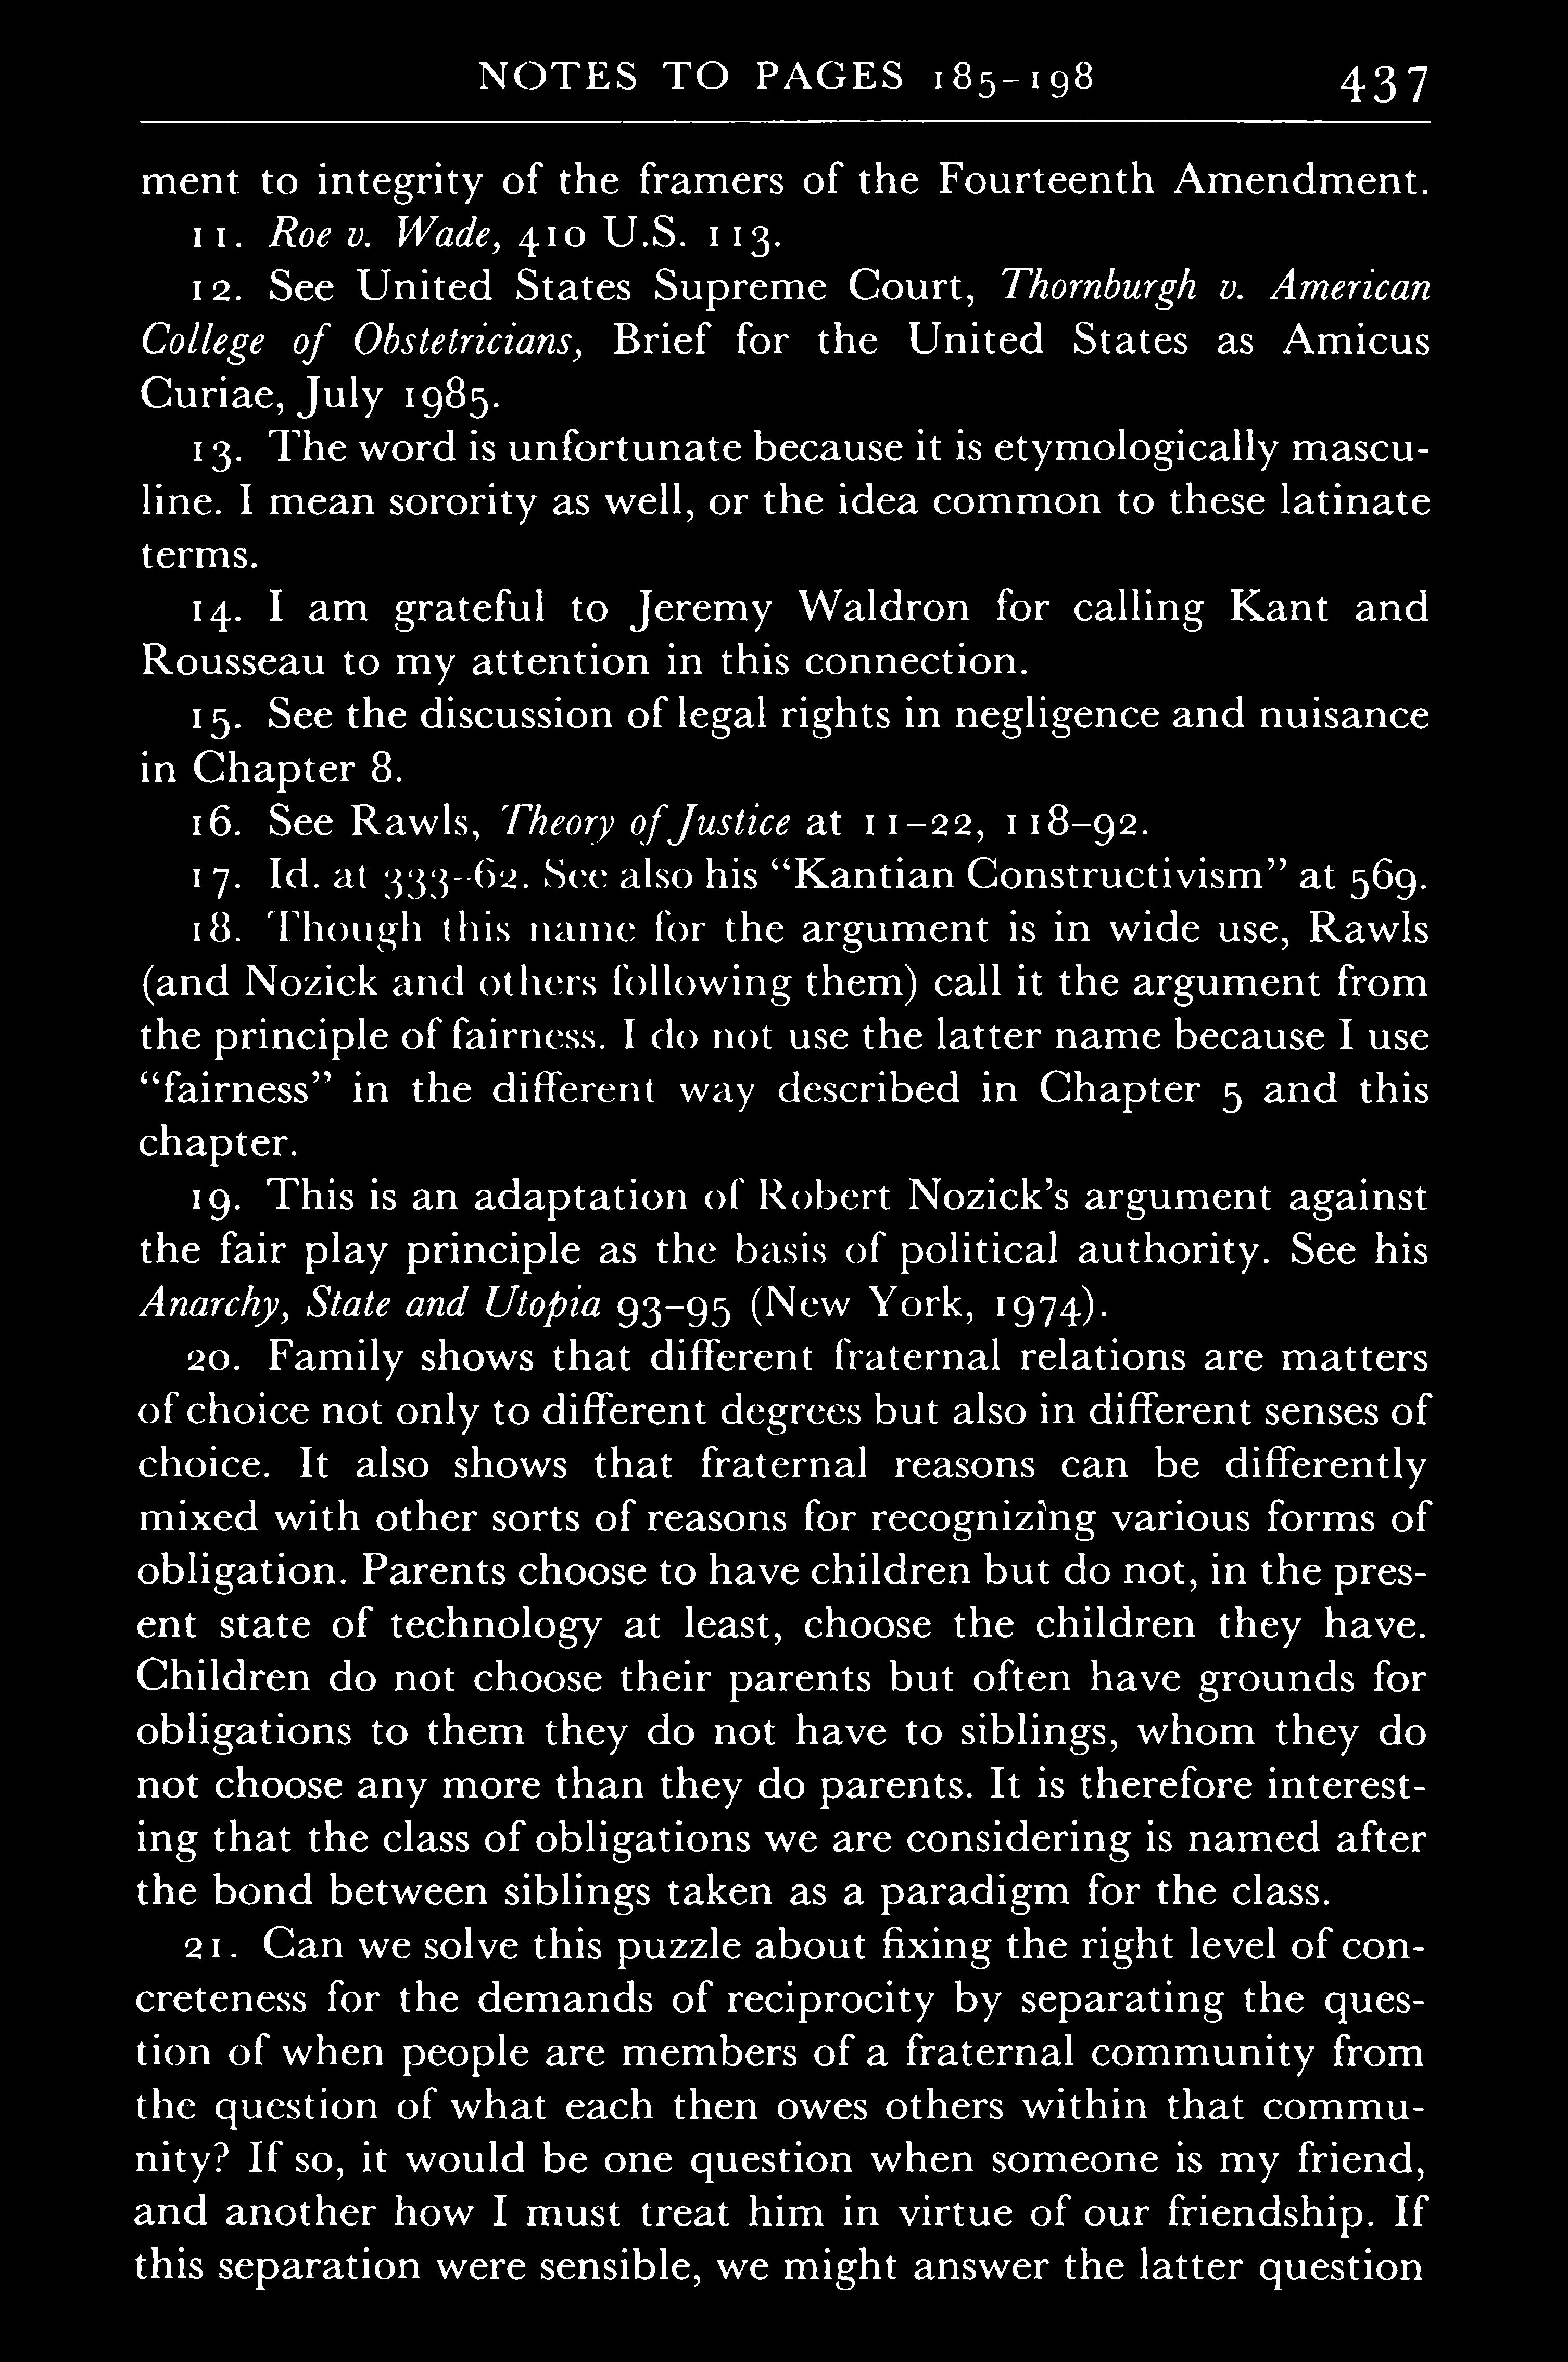 NOTES TO PAGES 185-198 437
ment to integrity of the framers of the Fourteenth Amendment.
11. Roe v. Wade, 410 U.S. 113.
12. See United States Supreme Court, Thornburgh v. American
College of Obstetricians, Brief for the United States as Amicus
Curiae, July 1985.
13. The word is unfortunate because it is etymologically mascu-
line. I mean sorority as well, or the idea common to these latinate
terms.
14. I am grateful to Jeremy Waldron for calling Kant and
Rousseau to my attention in this connection.
15. See the discussion of legal rights in negligence and nuisance
in Chapter 8.
16. See Rawls, Theory of Justice at 11–22, 118–92.
17. Id. at 333–62. See also his “Kantian Constructivism” at 569.
18. Though this name for the argument is in wide use, Rawls
(and Nozick and others following them) call it the argument from
the principle of fairness. I do not use the latter name because I use
“fairness” in the different way described in Chapter 5 and this
chapter.
19. This is an adaptation of Robert Nozick’s argument against
the fair play principle as the basis of political authority. See his
Anarchy, State and Utopia 93–95 (New York, 1974).
20. Family shows that different fraternal relations are matters
of choice not only to different degrees but also in different senses of
choice. It also shows that fraternal reasons can be differently
mixed with other sorts of reasons for recognizing various forms of
obligation. Parents choose to have children but do not, in the pres-
ent state of technology at least, choose the children they have.
Children do not choose their parents but often have grounds for
obligations to them they do not have to siblings, whom they do
not choose any more than they do parents. It is therefore interest-
ing that the class of obligations we are considering is named after
the bond between siblings taken as a paradigm for the class.
21. Can we solve this puzzle about fixing the right level of con-
creteness for the demands of reciprocity by separating the ques-
tion of when people are members of a fraternal community from
the question of what each then owes others within that commu-
nity? If so, it would be one question when someone is my friend,
and another how I must treat him in virtue of our friendship. If
this separation were sensible, we might answer the latter question